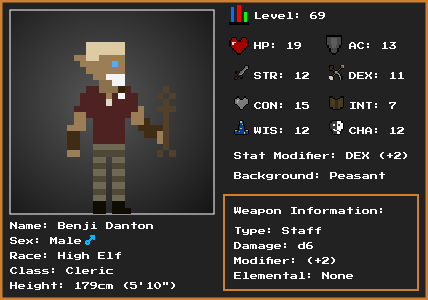 Level: 69
HP: 19 AC: 13
STR: 12 DEX: 11
CON: 15 INT: 7
WIS: 12 CHA: 12
Stat Modifier: DEX (+2)
Background: Peasant
Weapon Information:
Type: Staff
Damage: d6
Modifier: (+2)
Elemental: None
Name: Benji Danton
Sex: Male♂
Race: High Elf
Class: Cleric
Height: 179cm (5'10")